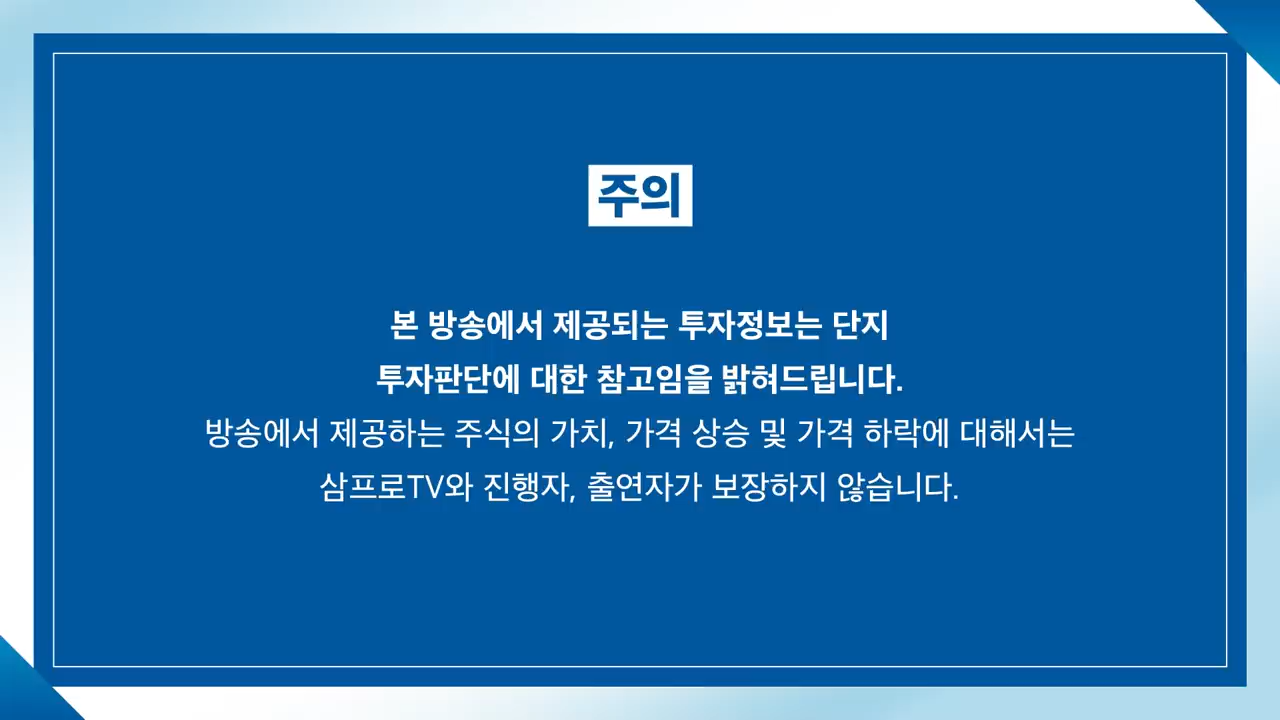 주의
본 방송에서 제공되는 투자정보는 단지
투자판단에 대한 참고임을 밝혀드립니다.
방송에서 제공하는 주식의 가치, 가격 상승 및 가격 하락에 대해서는
삼프로TV와 진행자, 출연자가 보장하지 않습니다.